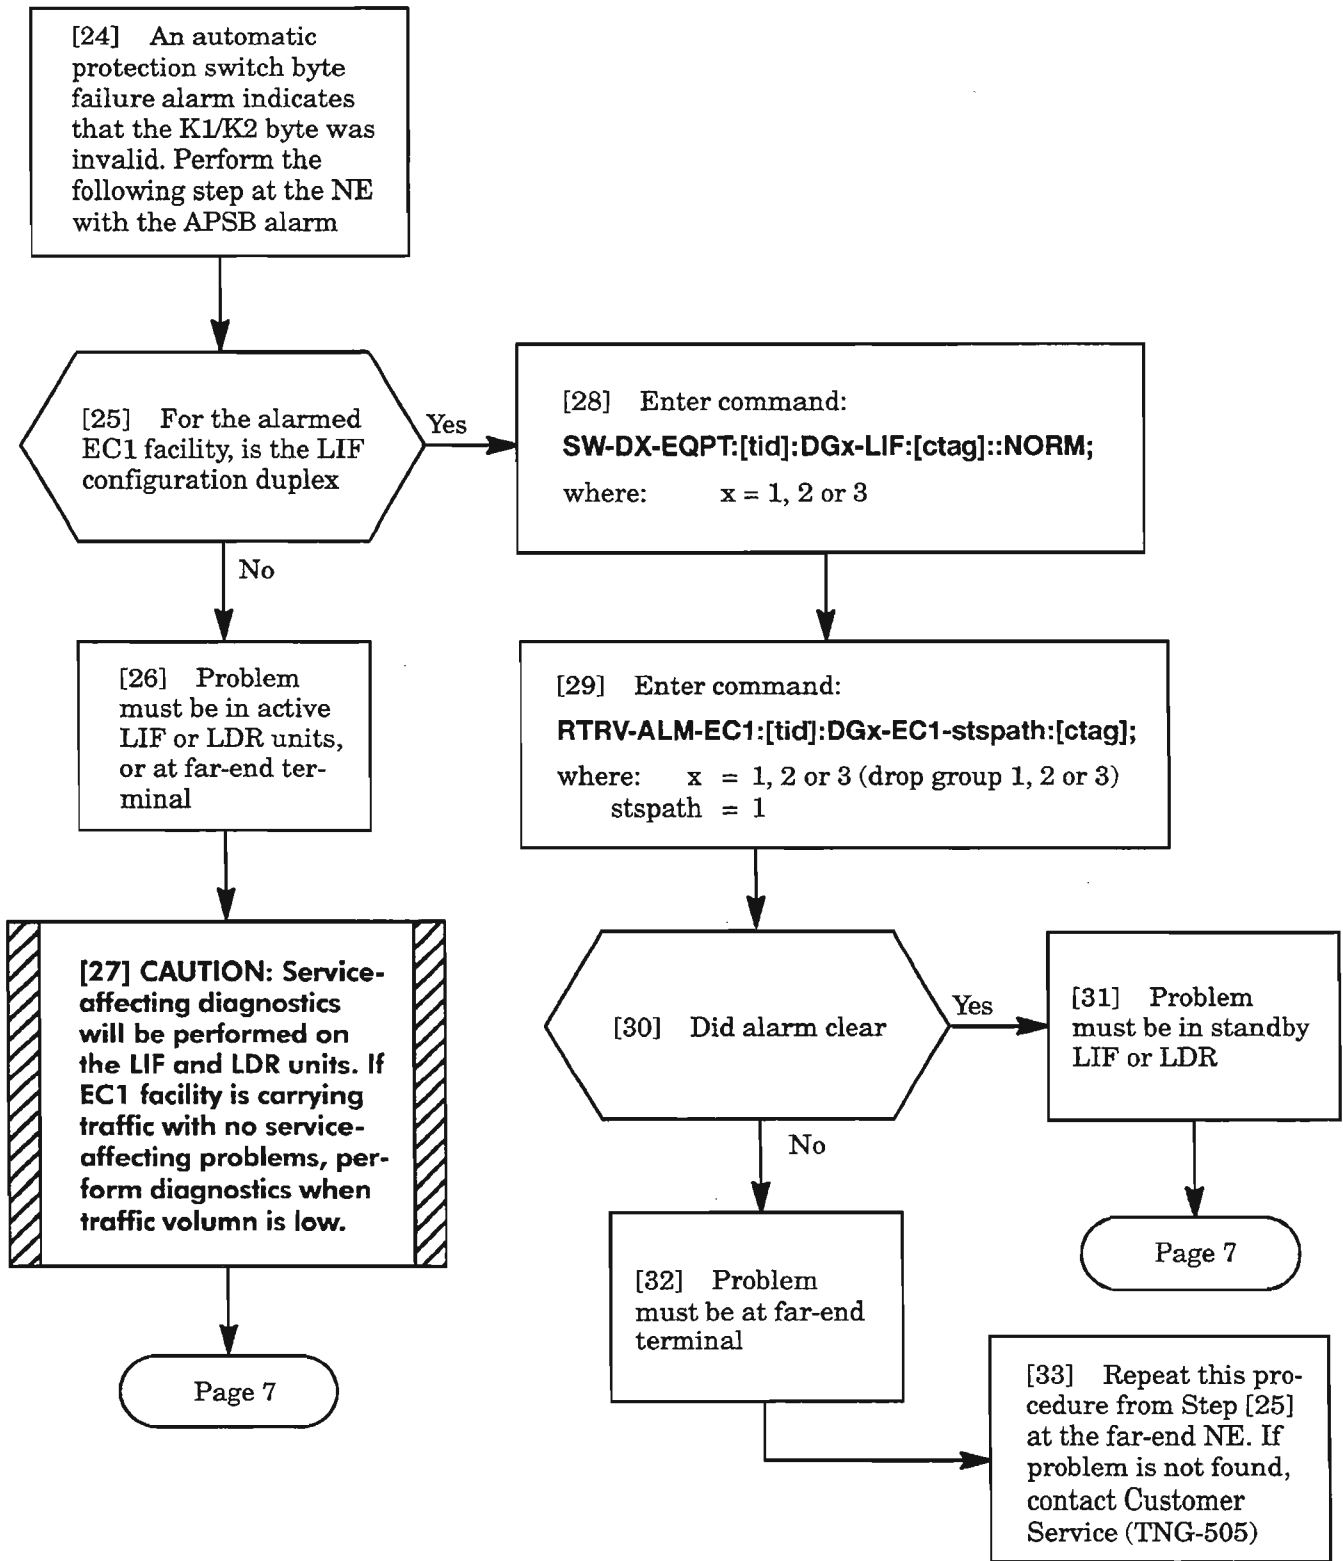 [24] An automatic
protection switch byte
failure alarm indicates
that the K1/K2 byte was
invalid. Perform the
following step at the NE
with the APSB alarm
[25] For the alarmed
EC1 facility, is the LIF
configuration duplex
Yes
No
[28] Enter command:
SW-DX-EQPT:[tid]:DGx-LIF:[ctag]::NORM;
where: x = 1, 2 or 3
[26] Problem
must be in active
LIF or LDR units,
or at far-end ter-
minal
[29] Enter command:
RTRV-ALM-EC1:[tid]:DGx-EC1-stspath:[ctag];
where: x = 1, 2 or 3 (drop group 1, 2 or 3)
stspath = 1
[27] CAUTION: Service-
affecting diagnostics
will be performed on
the LIF and LDR units. If
EC1 facility is carrying
traffic with no service-
affecting problems, per-
form diagnostics when
traffic volumn is low.
Page 7
[30] Did alarm clear
Yes
No
[31] Problem
must be in standby
LIF or LDR
Page 7
[32] Problem
must be at far-end
terminal
[33] Repeat this pro-
cedure from Step [25]
at the far-end NE. If
problem is not found,
contact Customer
Service (TNG-505)